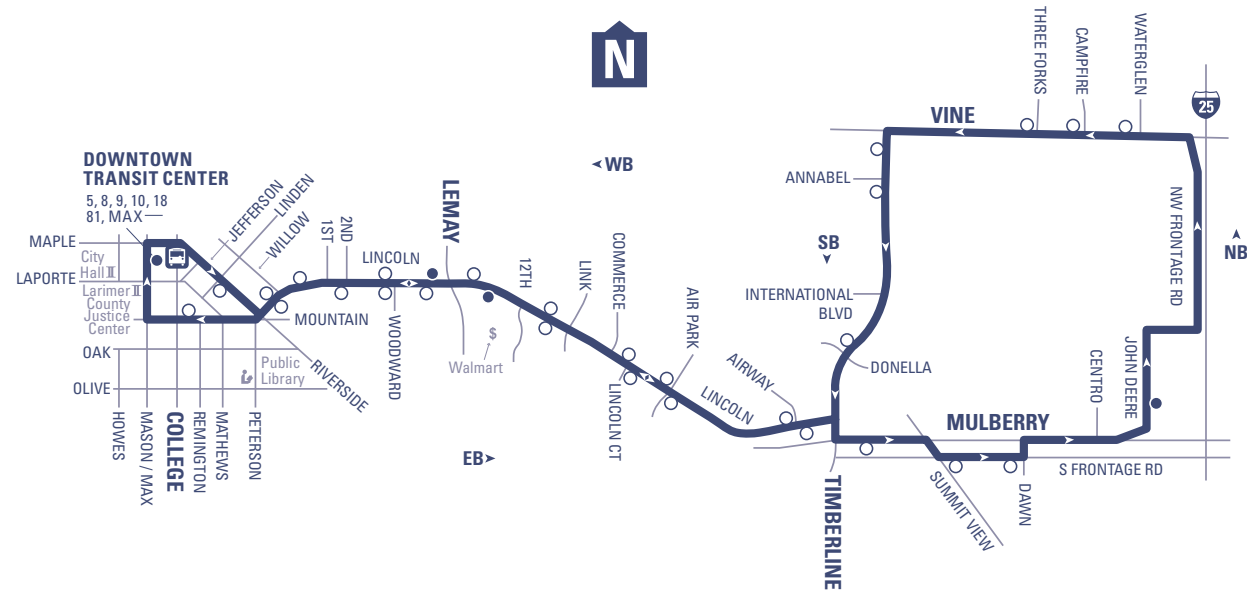 N
THREE FORKS
CAMPFIRE
WATERGLEN
25
VINE
DOWNTOWN
TRANSIT CENTER
5, 8, 9, 10, 18
81, MAX
WB
ANNABEL
JEFFERSON
LINDEN
WILLOW
LEMAY
NW FRONTAGE RD
MAPLE
City
Hall
LAPORTE
Larimer
County
Justice
Center
1ST
2ND
LINCOLN
12TH
LINK
COMMERCE
SB
NB
INTERNATIONAL
BLVD
AIR PARK
MOUNTAIN
WOODWARD
$
Walmart
OAK
Public
Library
RIVERSIDE
OLIVE
AIRWAY
DONELLA
CENTRO
JOHN DEERE
LINCOLN CT
LINCOLN
MULBERRY
HOWES
MASON / MAX
COLLEGE
REMINGTON
MATHEWS
PETERSON
EB
S FRONTAGE RD
SUMMIT VIEW
DAWN
TIMBERLINE